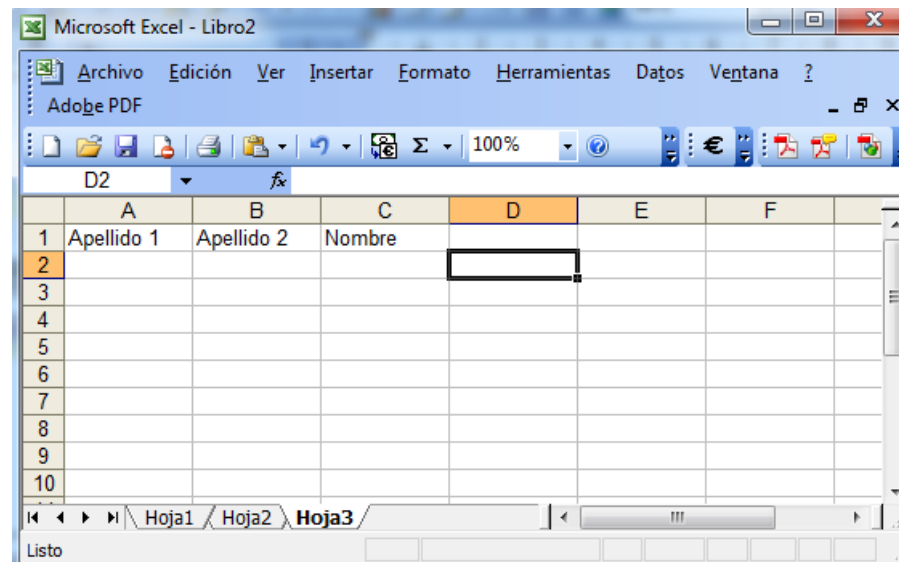 Microsoft Excel - Libro2
Archivo Edición Ver Insertar Formato Herramientas Datos Ventana ?
Adobe PDF
Σ 100% €
D2 fx
A B C D E F
1 Apellido 1 Apellido 2 Nombre
2
3
4
5
6
7
8
9
10
Hoja1 Hoja2 Hoja3
Listo